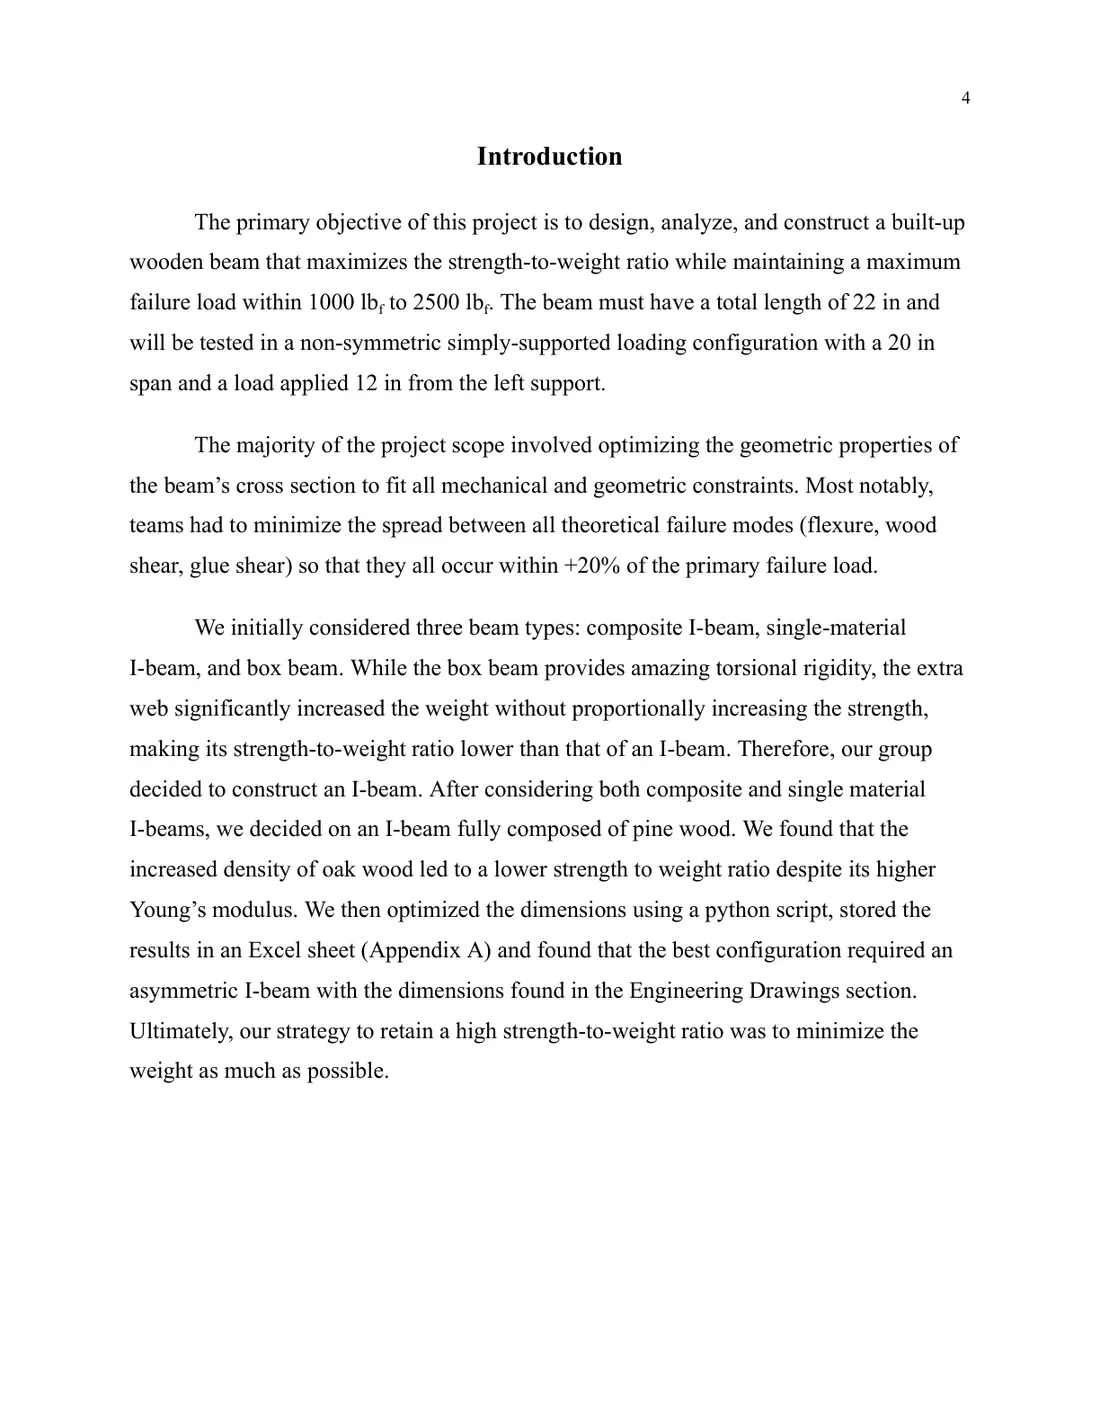 4
Introduction
The primary objective of this project is to design, analyze, and construct a built-up
wooden beam that maximizes the strength-to-weight ratio while maintaining a maximum
failure load within 1000 lbf to 2500 lbf. The beam must have a total length of 22 in and
will be tested in a non-symmetric simply-supported loading configuration with a 20 in
span and a load applied 12 in from the left support.
The majority of the project scope involved optimizing the geometric properties of
the beam’s cross section to fit all mechanical and geometric constraints. Most notably,
teams had to minimize the spread between all theoretical failure modes (flexure, wood
shear, glue shear) so that they all occur within +20% of the primary failure load.
We initially considered three beam types: composite I-beam, single-material
I-beam, and box beam. While the box beam provides amazing torsional rigidity, the extra
web significantly increased the weight without proportionally increasing the strength,
making its strength-to-weight ratio lower than that of an I-beam. Therefore, our group
decided to construct an I-beam. After considering both composite and single material
I-beams, we decided on an I-beam fully composed of pine wood. We found that the
increased density of oak wood led to a lower strength to weight ratio despite its higher
Young’s modulus. We then optimized the dimensions using a python script, stored the
results in an Excel sheet (Appendix A) and found that the best configuration required an
asymmetric I-beam with the dimensions found in the Engineering Drawings section.
Ultimately, our strategy to retain a high strength-to-weight ratio was to minimize the
weight as much as possible.